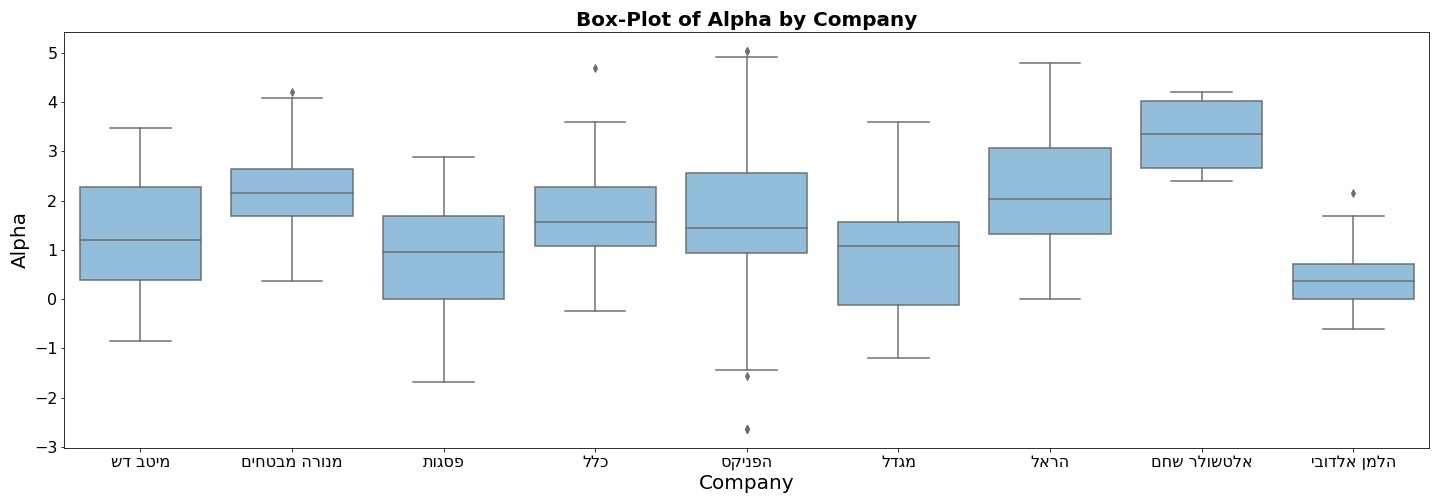 Box-Plot of Alpha by Company
Alpha
5
4
3
2
1
0
−1
−2
−3
מיטב דש
מנורה מבטחים
פסגות
כלל
הפניקס
מגדל
הראל
אלטשולר שחם
הלמן אלדובי
Company